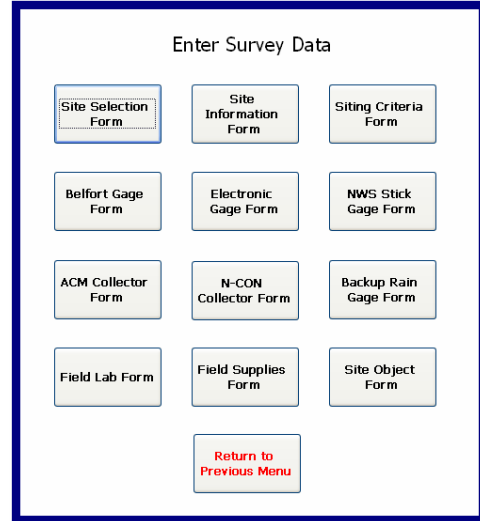 Enter Survey Data
Site Selection
Form
Site
Information
Form
Siting Criteria
Form
Belfort Gage
Form
Electronic
Gage Form
NWS Stick
Gage Form
ACM Collector
Form
N-CON
Collector Form
Backup Rain
Gage Form
Field Lab Form
Field Supplies
Form
Site Object
Form
Return to
Previous Menu